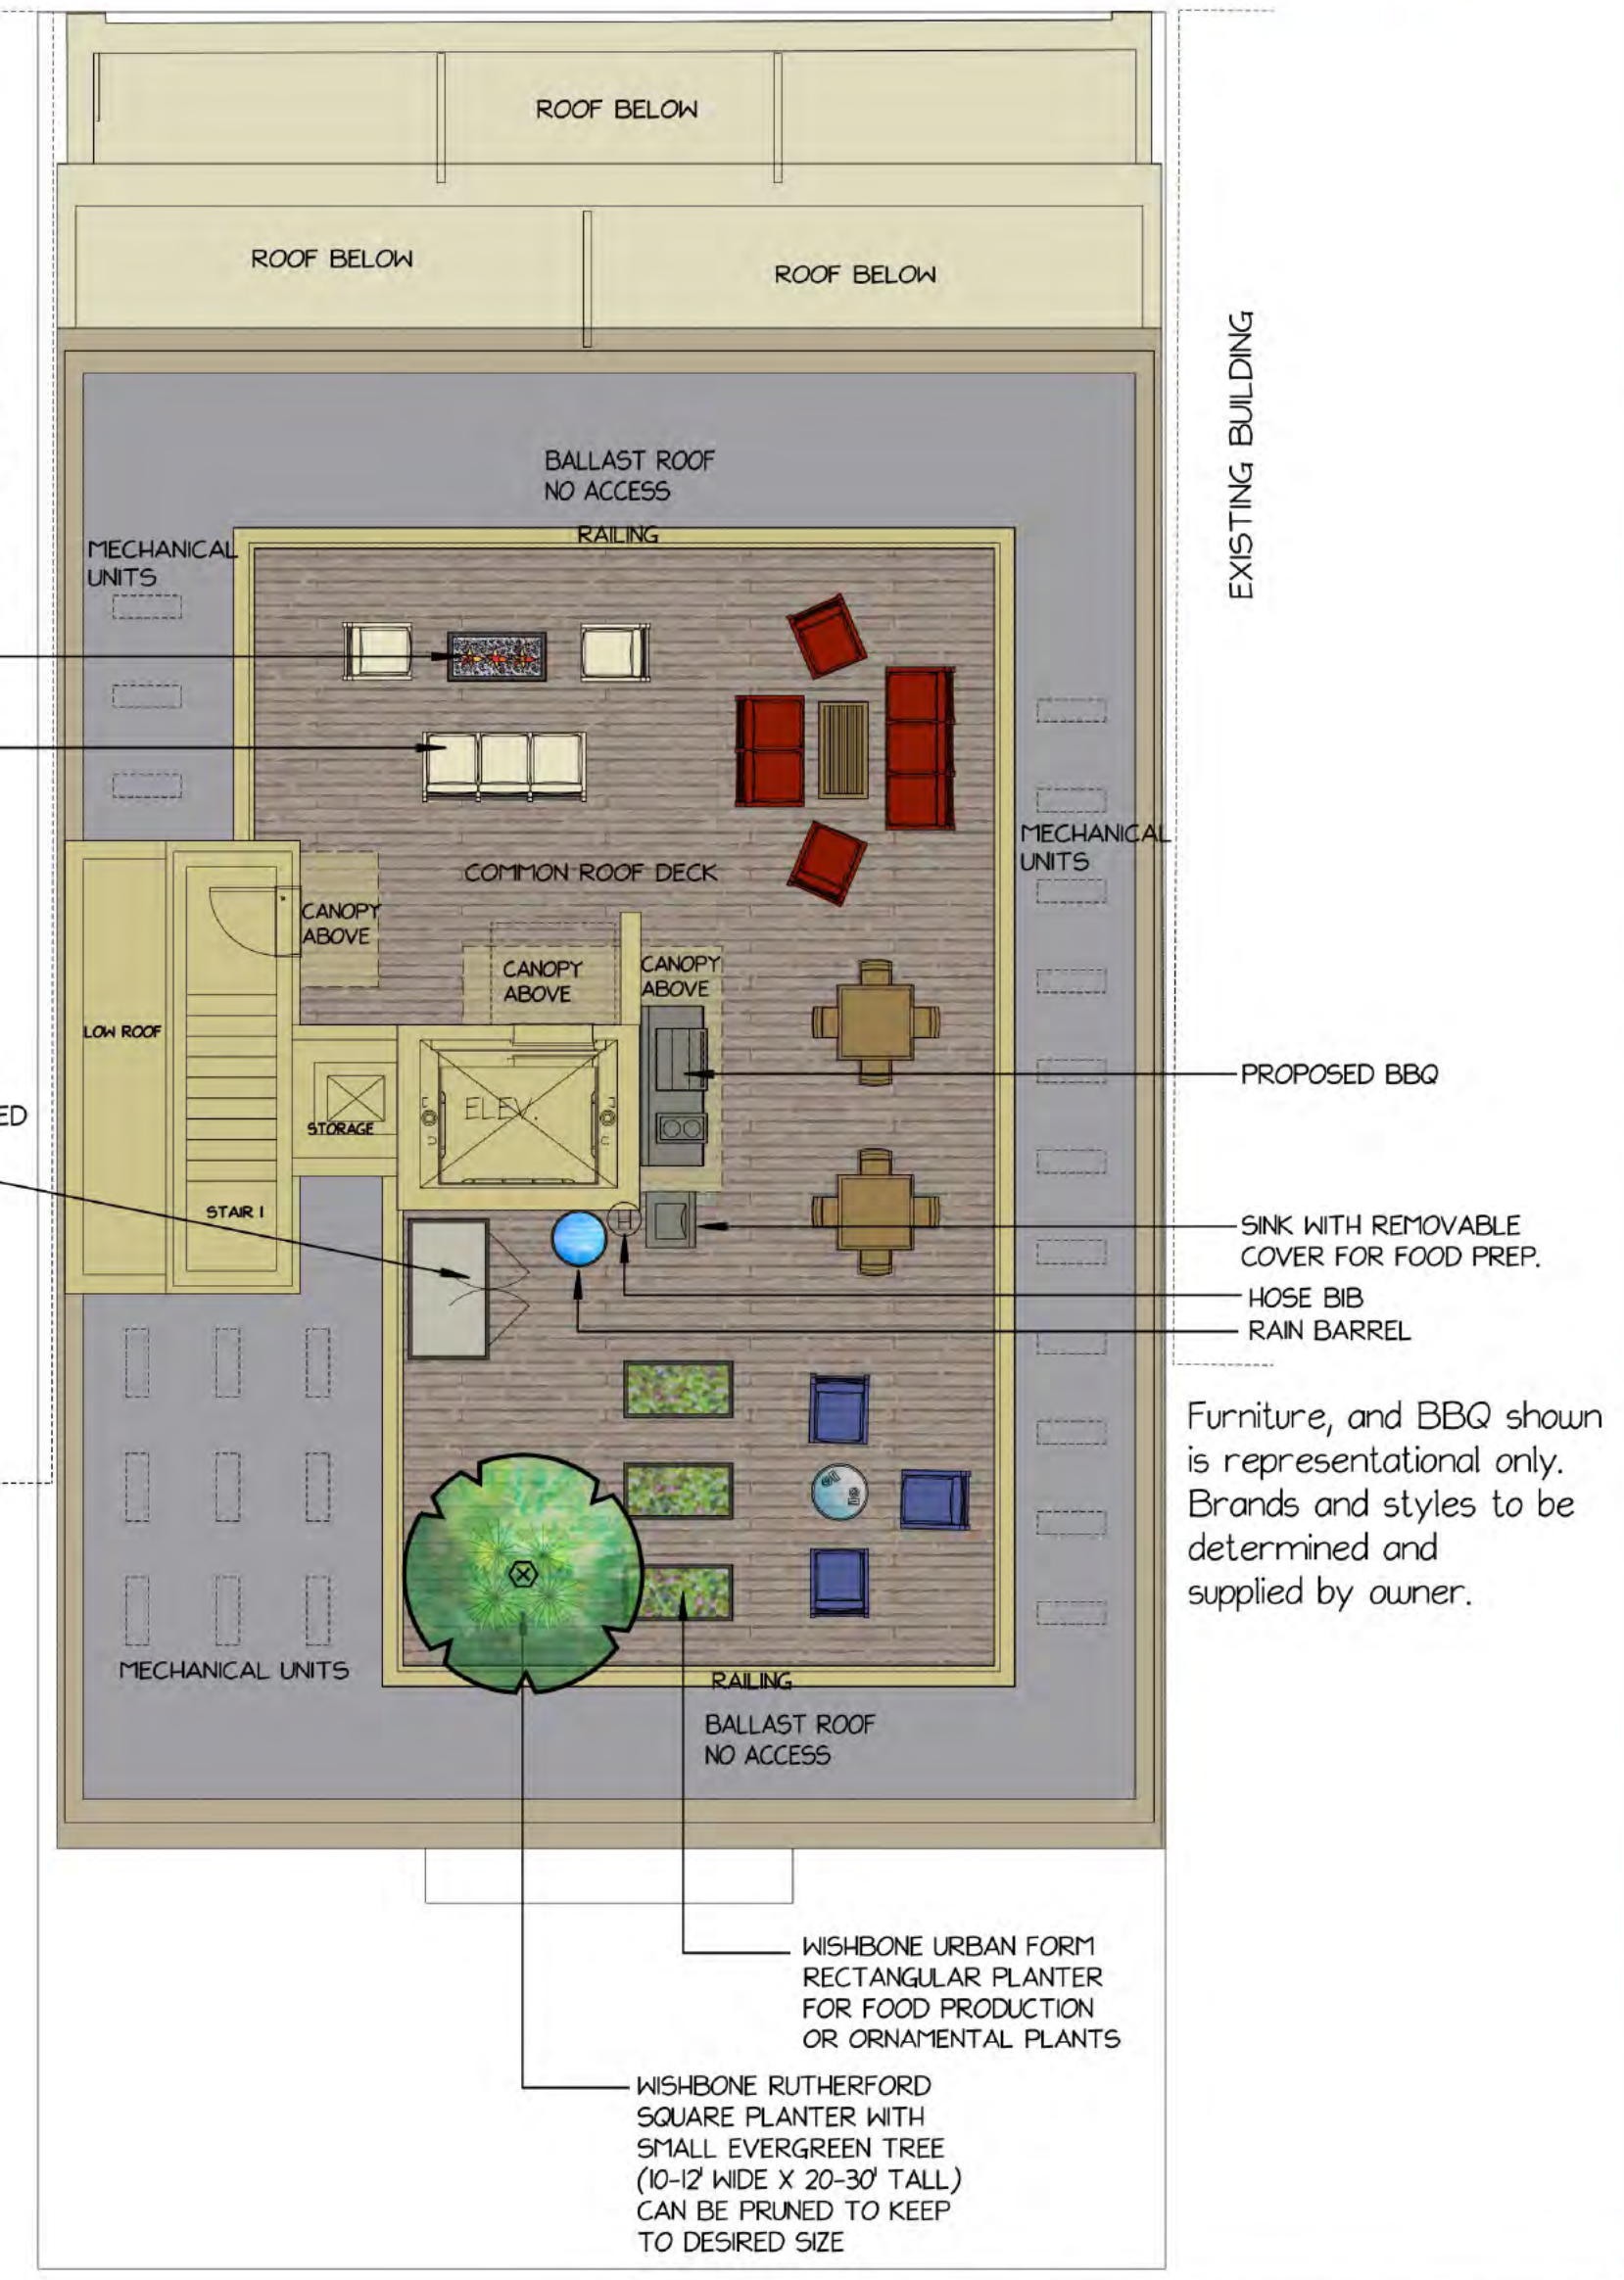 ROOF BELOW
ROOF BELOW
ROOF BELOW
EXISTING BUILDING
BALLAST ROOF
NO ACCESS
RAILING
MECHANICAL
UNITS
MECHANICAL
UNITS
COMMON ROOF DECK
CANOPY
ABOVE
CANOPY
ABOVE
CANOPY
ABOVE
LOW ROOF
STORAGE
ELEV.
STAIR 1
ED
H
PROPOSED BBQ
SINK WITH REMOVABLE
COVER FOR FOOD PREP.
HOSE BIB
RAIN BARREL
Furniture, and BBQ shown
is representational only.
Brands and styles to be
determined and
supplied by owner.
MECHANICAL UNITS
RAILING
BALLAST ROOF
NO ACCESS
WISHBONE URBAN FORM
RECTANGULAR PLANTER
FOR FOOD PRODUCTION
OR ORNAMENTAL PLANTS
WISHBONE RUTHERFORD
SQUARE PLANTER WITH
SMALL EVERGREEN TREE
(10-12' WIDE X 20-30' TALL)
CAN BE PRUNED TO KEEP
TO DESIRED SIZE